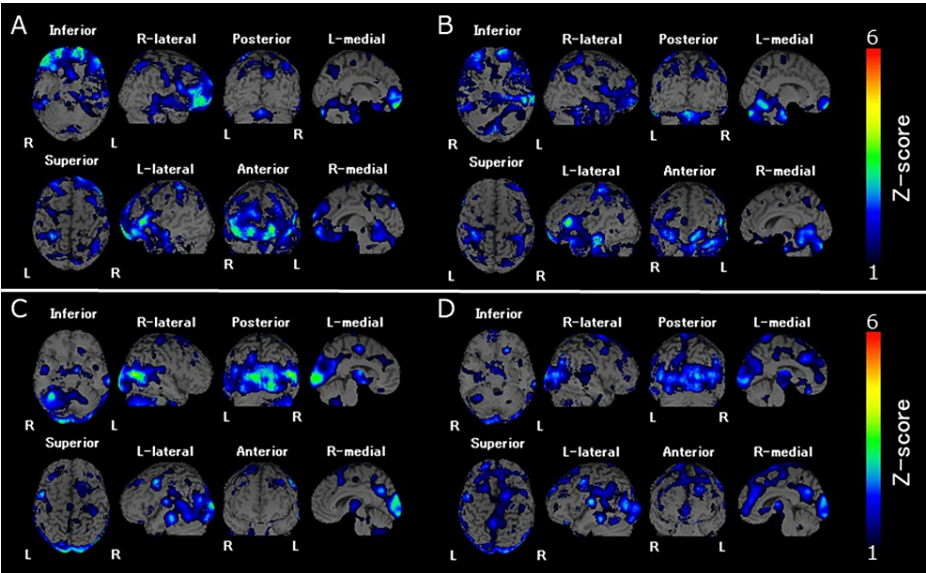 A
Inferior R-lateral Posterior L-medial
R L L R
Superior L-lateral Anterior R-medial
L R R L
B
Inferior R-lateral Posterior L-medial
R L L R
Superior L-lateral Anterior R-medial
L R R L
6
Z-score
1
C
Inferior R-lateral Posterior L-medial
R L L R
Superior L-lateral Anterior R-medial
L R R L
D
Inferior R-lateral Posterior L-medial
R L L R
Superior L-lateral Anterior R-medial
L R R L
6
Z-score
1